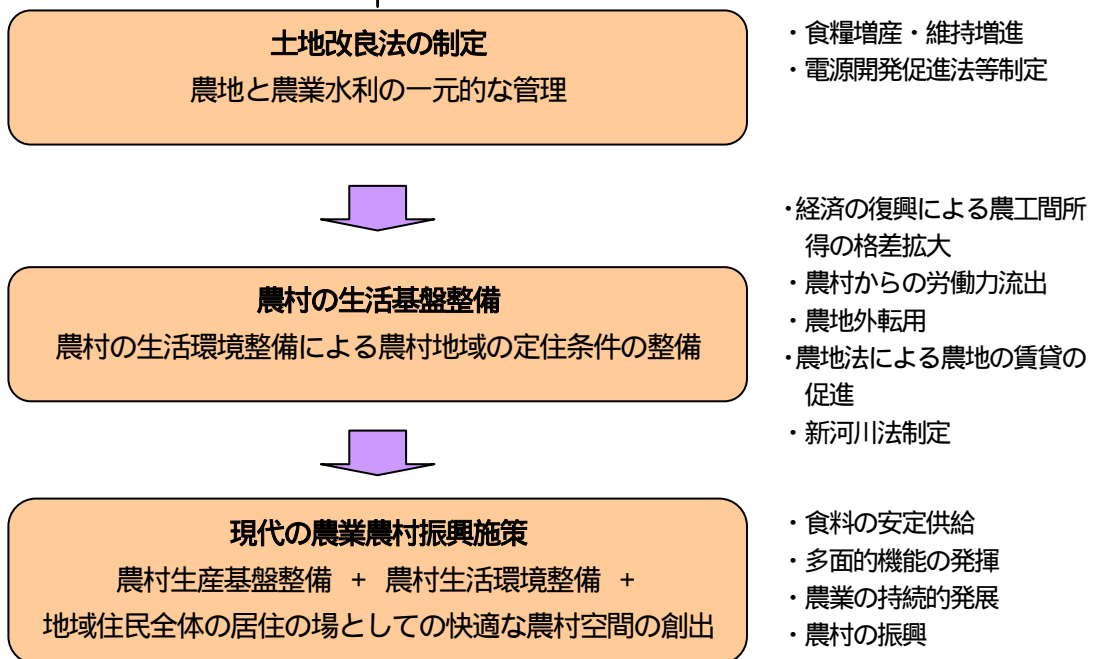 土地改良法の制定
農地と農業水利の一元的な管理
・食糧増産・維持増進
・電源開発促進法等制定
・経済の復興による農工間所
得の格差拡大
・農村からの労働力流出
・農地外転用
・農地法による農地の賃貸の
促進
・新河川法制定
農村の生活基盤整備
農村の生活環境整備による農村地域の定住条件の整備
現代の農業農村振興施策
農村生産基盤整備 + 農村生活環境整備 +
地域住民全体の居住の場としての快適な農村空間の創出
・食料の安定供給
・多面的機能の発揮
・農業の持続的発展
・農村の振興